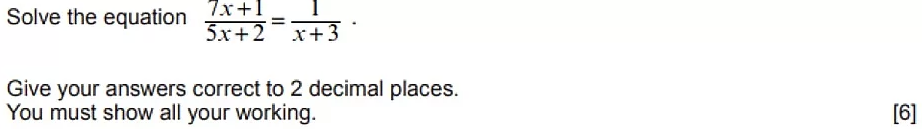 Solve the equation (7x+1)/(5x+2) = 1/(x+3) .
Give your answers correct to 2 decimal places.
You must show all your working. [6]